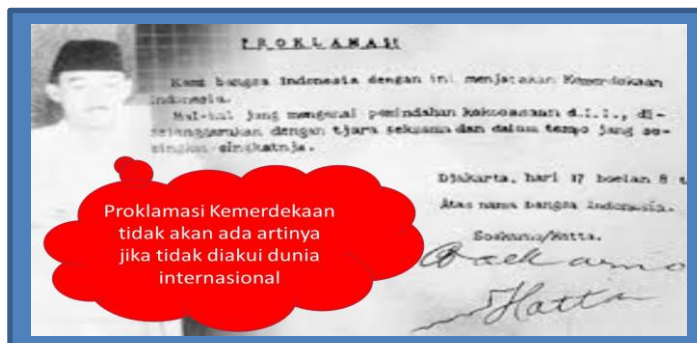 PROKLAMASI
Kami bangsa Indonesia dengan ini menjatakan Kemerdekaan
Indonesia.
Hal-hal jang mengenai pemindahan kekoeasaan d.l.l., di-
selenggarakan dengan tjara seksama dan dalam tempo jang se-
singkat-singkatnja.
Djakarta, hari 17 boelan 8 t
Atas nama bangsa Indonesia.
Soekarno/Hatta.
Soekarno
Hatta
Proklamasi Kemerdekaan
tidak akan ada artinya
jika tidak diakui dunia
internasional